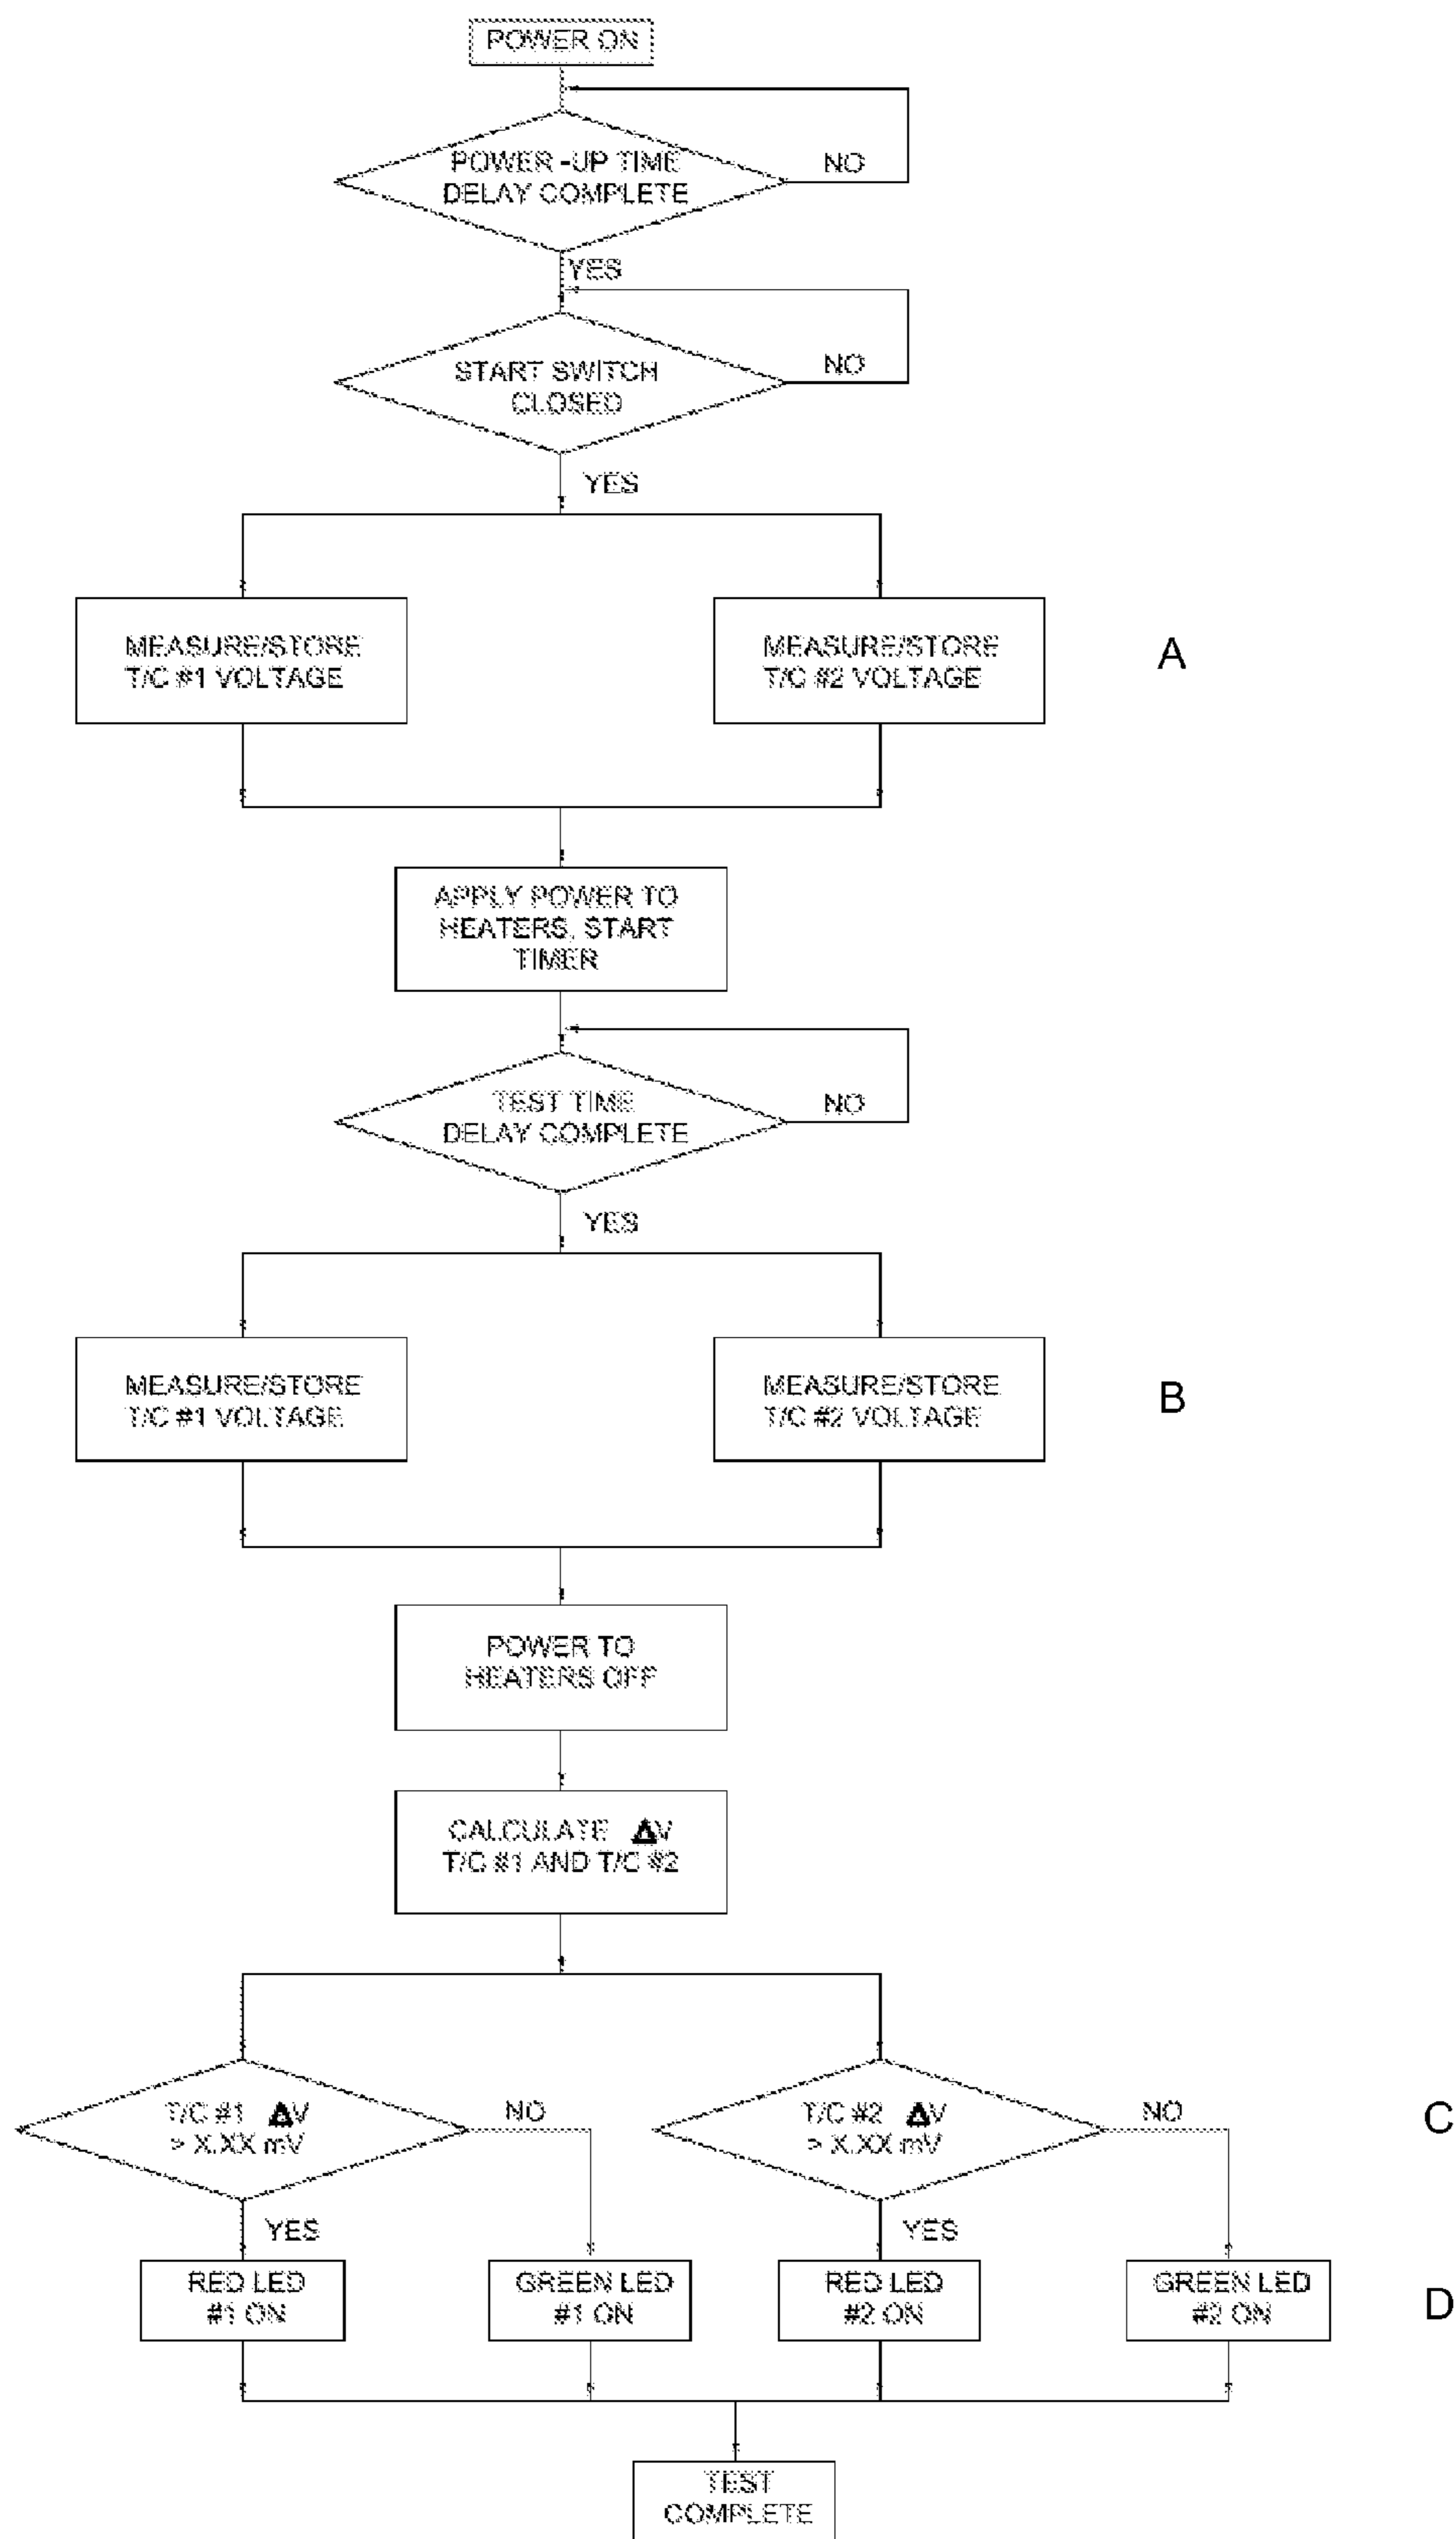 POWER ON
POWER -UP TIME
DELAY COMPLETE
NO
YES
START SWITCH
CLOSED
NO
YES
MEASURE/STORE
T/C #1 VOLTAGE
MEASURE/STORE
T/C #2 VOLTAGE
A
APPLY POWER TO
HEATERS, START
TIMER
TEST TIME
DELAY COMPLETE
NO
YES
MEASURE/STORE
T/C #1 VOLTAGE
MEASURE/STORE
T/C #2 VOLTAGE
B
POWER TO
HEATERS OFF
CALCULATE ΔV
T/C #1 AND T/C #2
T/C #1 ΔV
> X.XX mV
NO
YES
T/C #2 ΔV
> X.XX mV
NO
YES
C
RED LED
#1 ON
GREEN LED
#1 ON
RED LED
#2 ON
GREEN LED
#2 ON
D
TEST
COMPLETE